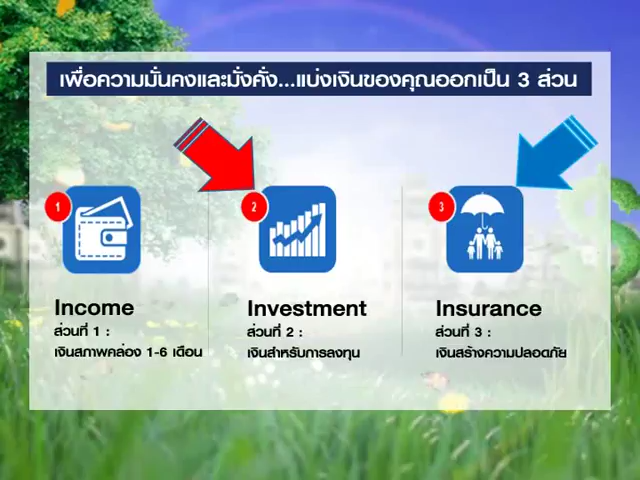 เพื่อความมั่นคงและมั่งคั่ง...แบ่งเงินของคุณออกเป็น 3 ส่วน
1
2
3
Income
ส่วนที่ 1 :
เงินสภาพคล่อง 1-6 เดือน
Investment
ส่วนที่ 2 :
เงินสำหรับการลงทุน
Insurance
ส่วนที่ 3 :
เงินสร้างความปลอดภัย